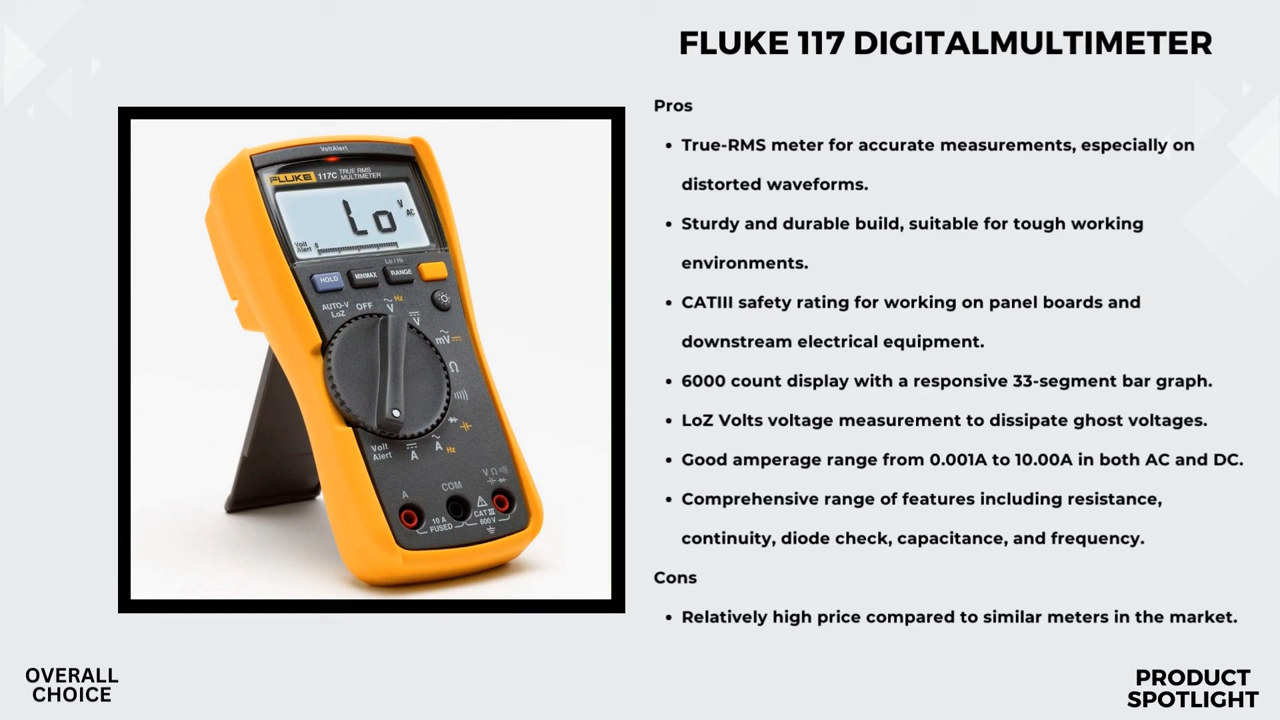 FLUKE 117 DIGITALMULTIMETER
Pros
• True-RMS meter for accurate measurements, especially on
distorted waveforms.
• Sturdy and durable build, suitable for tough working
environments.
• CATIII safety rating for working on panel boards and
downstream electrical equipment.
• 6000 count display with a responsive 33-segment bar graph.
• LoZ Volts voltage measurement to dissipate ghost voltages.
• Good amperage range from 0.001A to 10.00A in both AC and DC.
• Comprehensive range of features including resistance,
continuity, diode check, capacitance, and frequency.
Cons
• Relatively high price compared to similar meters in the market.
VoltAlert
FLUKE 117C TRUE RMS
MULTIMETER
Lo V
AC
Volt
Alert 0
Lo / Hi
HOLD MINMAX RANGE
AUTO-V
LoZ
OFF
V Hz
V
mV
Ω
Volt
Alert
A
A Hz
V Ω
A COM
10 A
FUSED
CAT III
600 V
OVERALL
CHOICE
PRODUCT
SPOTLIGHT